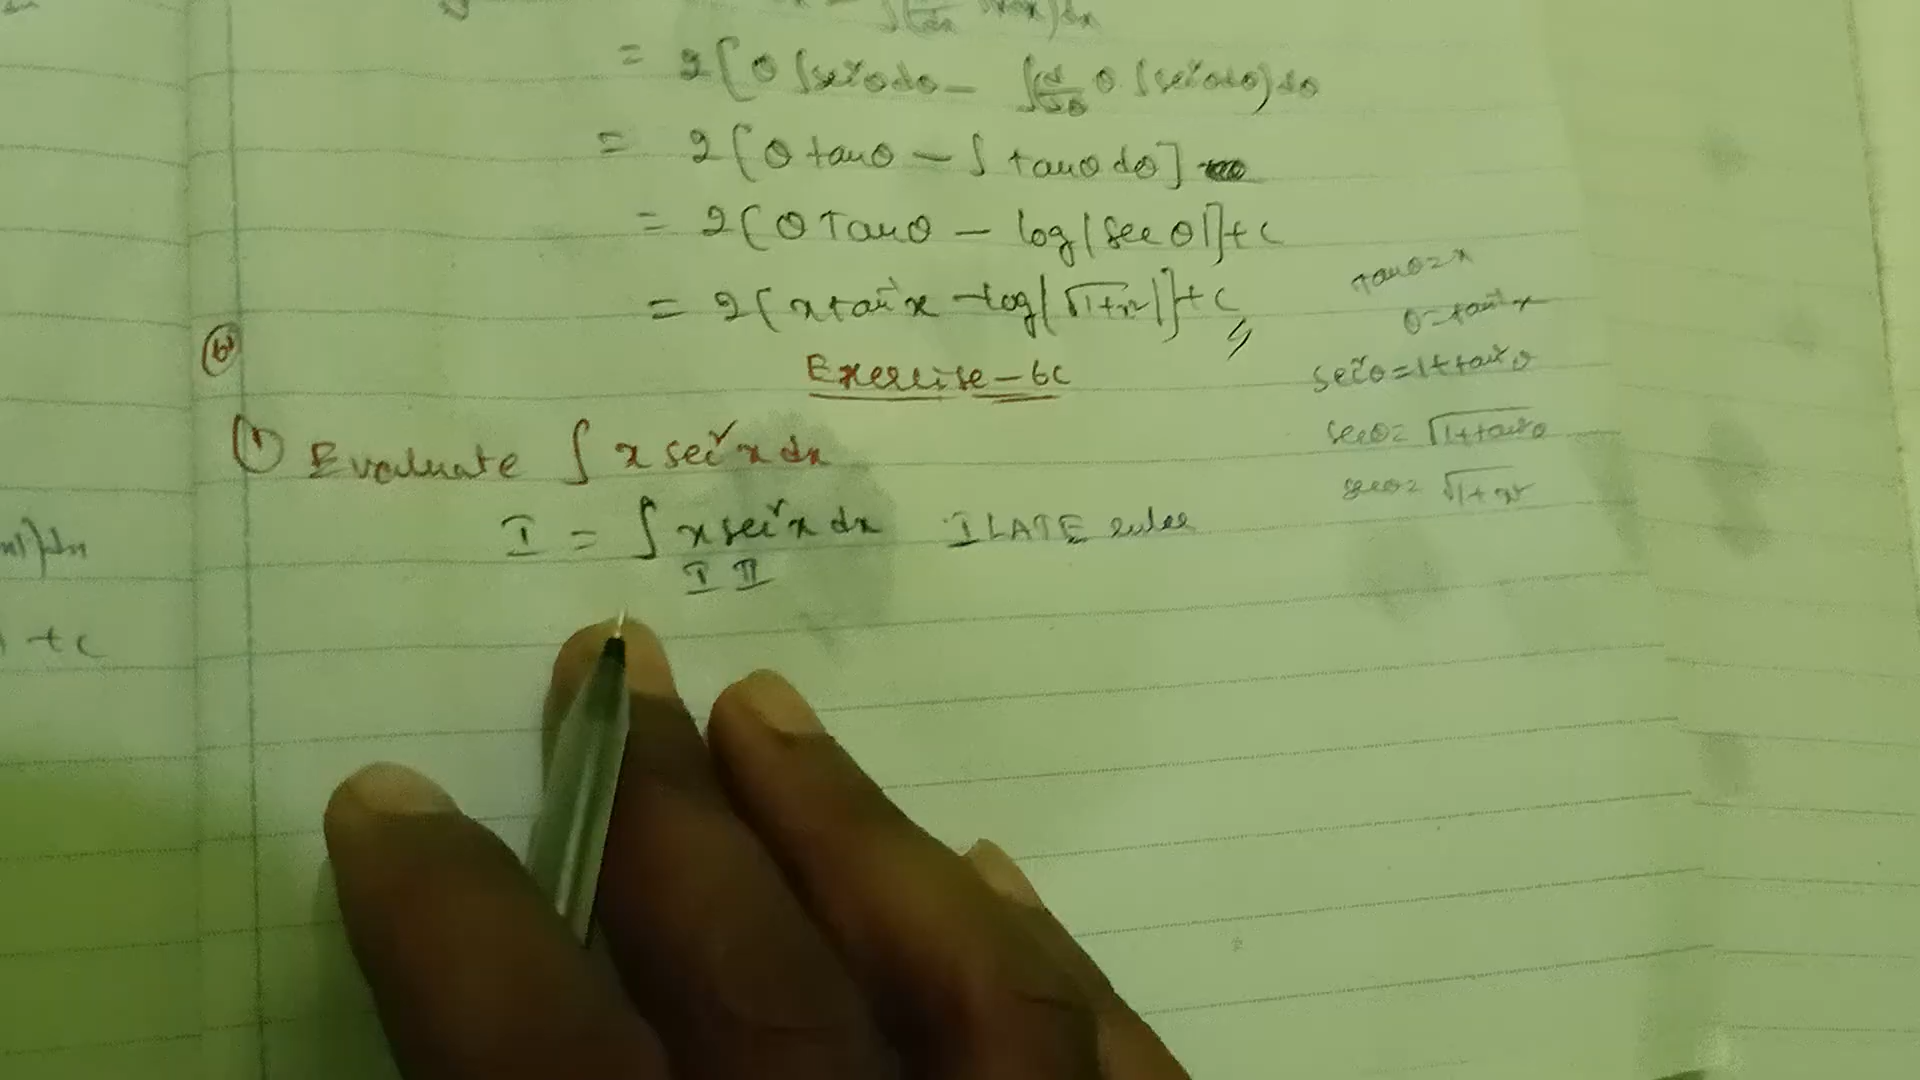 = 2[θ ∫sec²θdθ - ∫(d/dθ θ. ∫sec²θdθ)dθ
= 2[θ tanθ - ∫ tanθ dθ]
= 2[θ Tanθ - log|sec θ|]+c
= 2[x tan⁻¹x - log|√1+x²|]+c
tanθ=x
θ=tan⁻¹x
sec²θ=1+tan²θ
secθ= √1+tan²θ
secθ= √1+x²
Exercise-6c
① Evaluate ∫ x sec²x dx
I = ∫ x sec²x dx ILATE rule
I II
+c